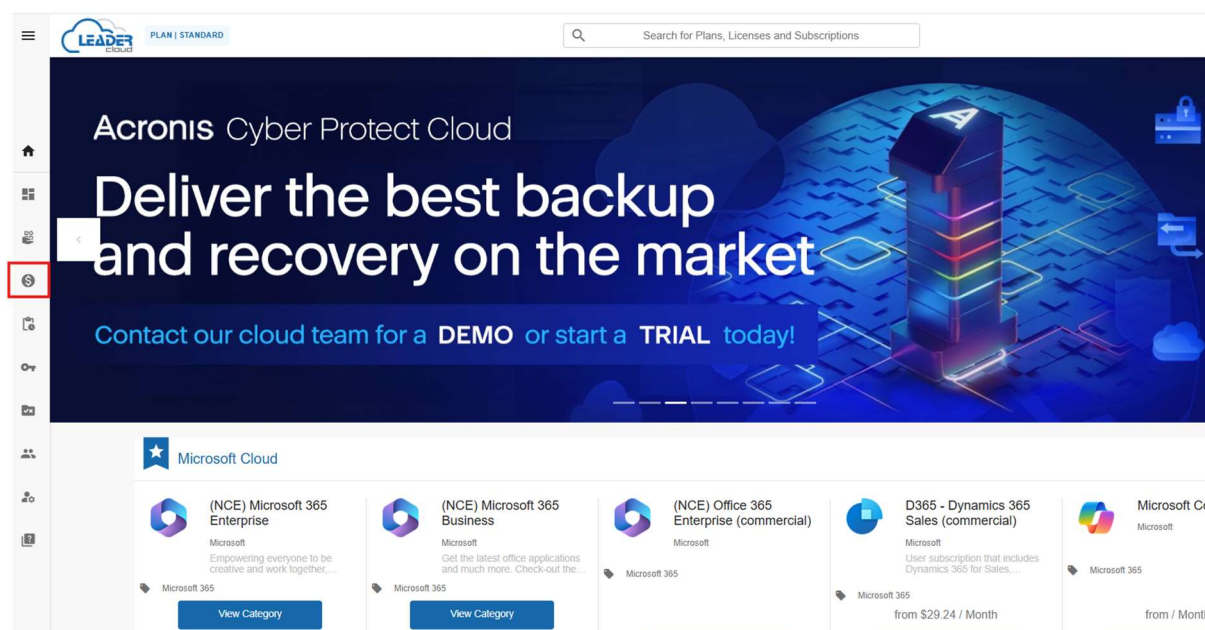 LEADER
cloud
PLAN | STANDARD
Search for Plans, Licenses and Subscriptions
Acronis Cyber Protect Cloud
Deliver the best backup
and recovery on the market
Contact our cloud team for a DEMO or start a TRIAL today!
Microsoft Cloud
(NCE) Microsoft 365
Enterprise
Microsoft
Empowering everyone to be
creative and work together,...
Microsoft 365
View Category
(NCE) Microsoft 365
Business
Microsoft
Get the latest office applications
and much more. Check-out the...
Microsoft 365
View Category
(NCE) Office 365
Enterprise (commercial)
Microsoft
Microsoft 365
D365 - Dynamics 365
Sales (commercial)
Microsoft
User subscription that includes
Dynamics 365 for Sales,...
Microsoft 365
from $29.24 / Month
Microsoft Co
Microsoft
Microsoft 365
from / Mont